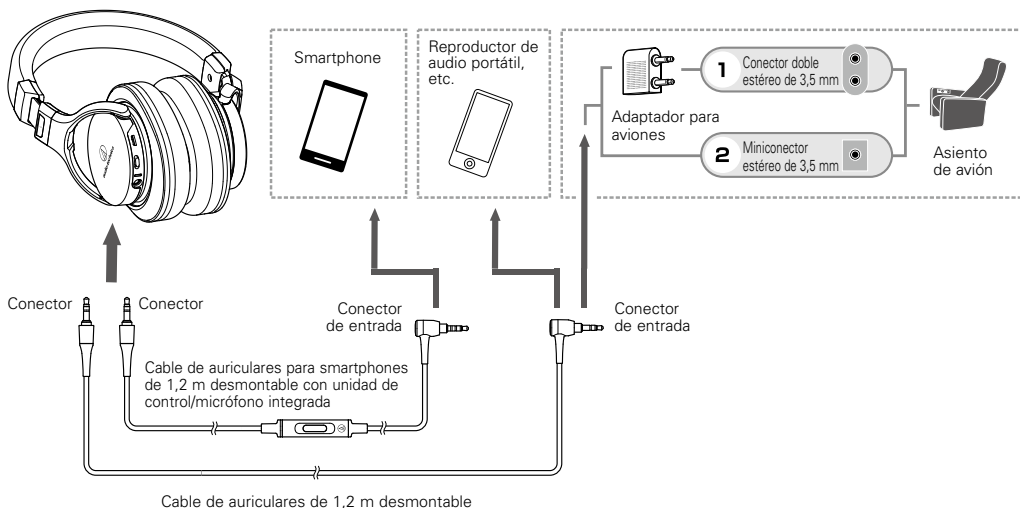 Smartphone
Reproductor de
audio portátil,
etc.
1
Conector doble
estéreo de 3,5 mm
Adaptador para
aviones
2
Miniconector
estéreo de 3,5 mm
Asiento
de avión
Conector
Conector
Conector
de entrada
Conector
de entrada
Cable de auriculares para smartphones
de 1,2 m desmontable con unidad de
control/micrófono integrada
Cable de auriculares de 1,2 m desmontable
audio-technica